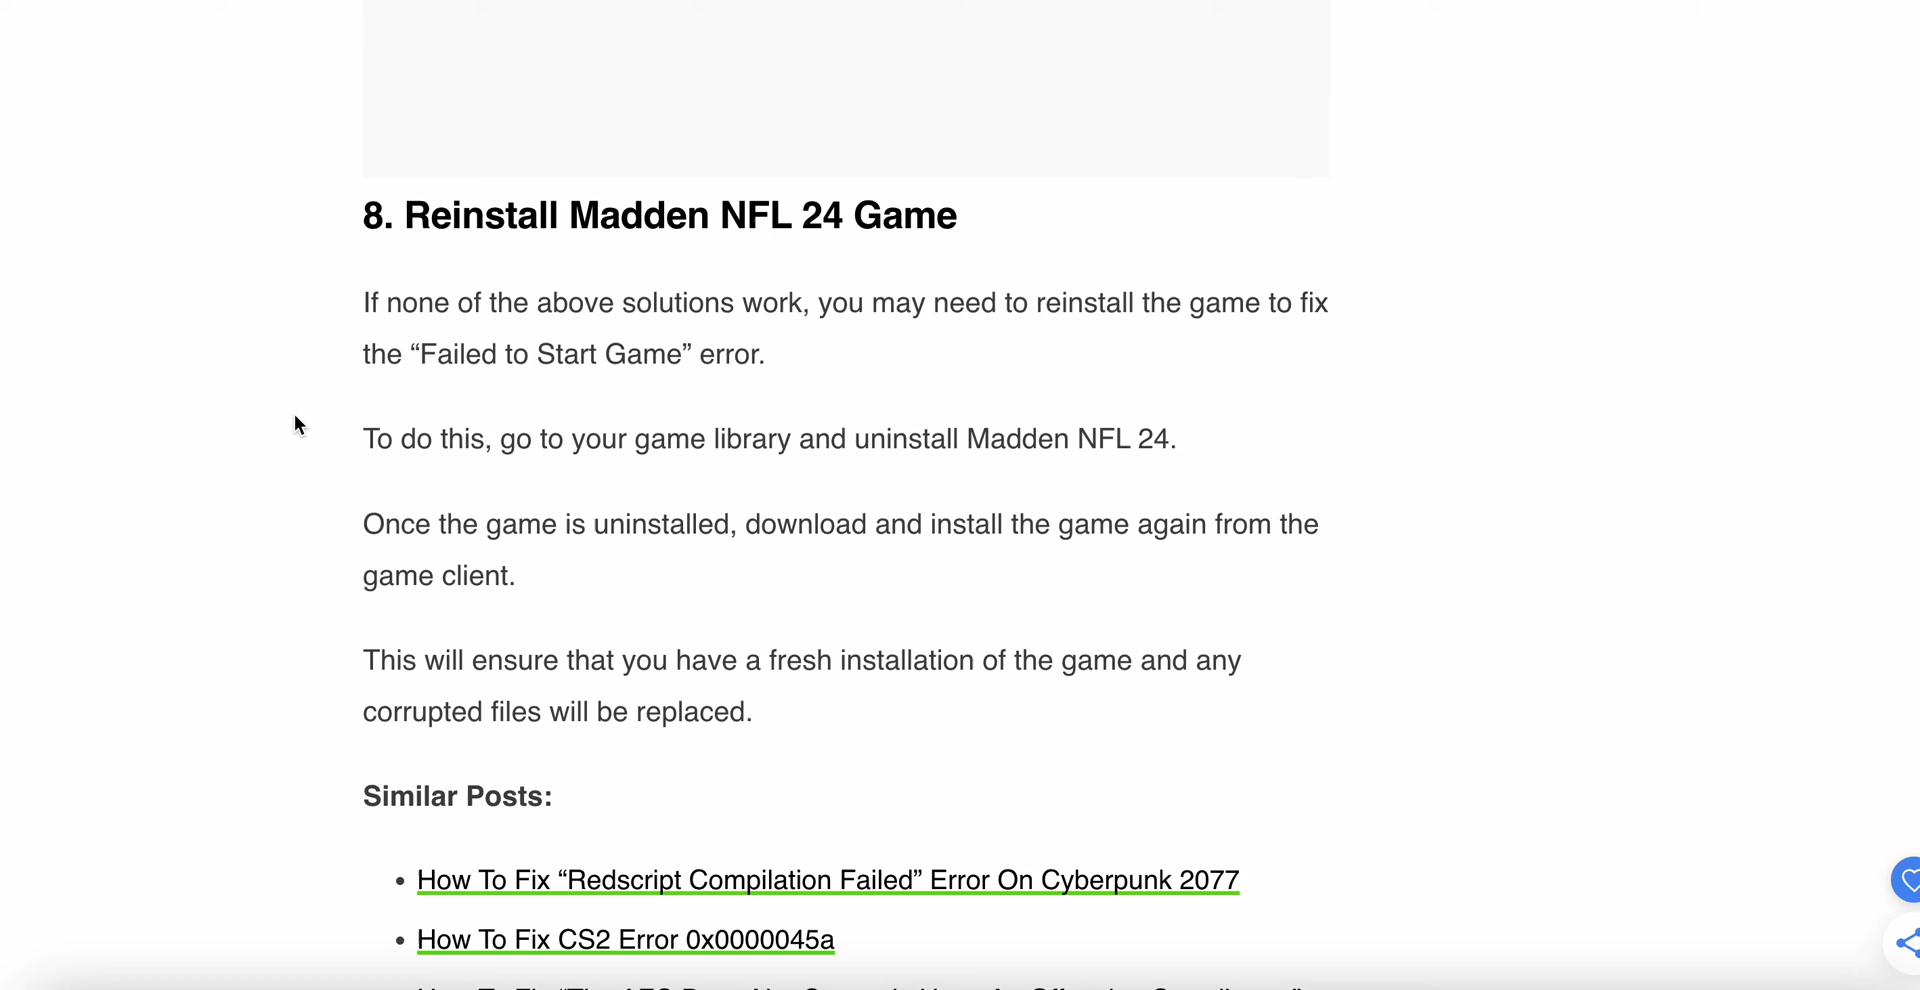 8. Reinstall Madden NFL 24 Game
If none of the above solutions work, you may need to reinstall the game to fix
the “Failed to Start Game” error.
To do this, go to your game library and uninstall Madden NFL 24.
Once the game is uninstalled, download and install the game again from the
game client.
This will ensure that you have a fresh installation of the game and any
corrupted files will be replaced.
Similar Posts:
• How To Fix “Redscript Compilation Failed” Error On Cyberpunk 2077
• How To Fix CS2 Error 0x0000045a